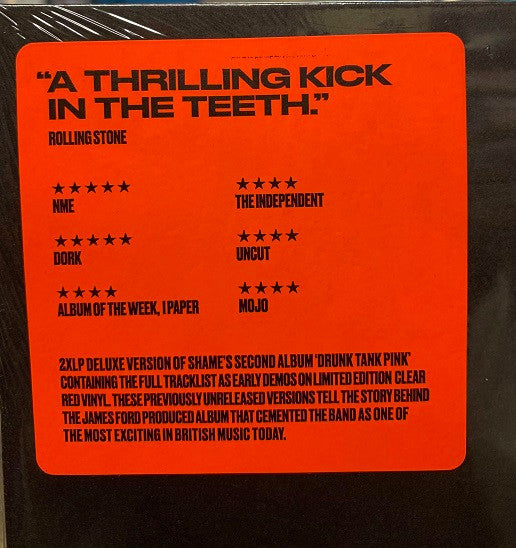 “A THRILLING KICK
IN THE TEETH.”
ROLLING STONE
★★★★★
NME
★★★★
THE INDEPENDENT
★★★★★
DORK
★★★★
UNCUT
★★★★
ALBUM OF THE WEEK, I PAPER
★★★★
MOJO
2XLP DELUXE VERSION OF SHAME'S SECOND ALBUM 'DRUNK TANK PINK'
CONTAINING THE FULL TRACKLIST AS EARLY DEMOS ON LIMITED EDITION CLEAR
RED VINYL. THESE PREVIOUSLY UNRELEASED VERSIONS TELL THE STORY BEHIND
THE JAMES FORD PRODUCED ALBUM THAT CEMENTED THE BAND AS ONE OF
THE MOST EXCITING IN BRITISH MUSIC TODAY.